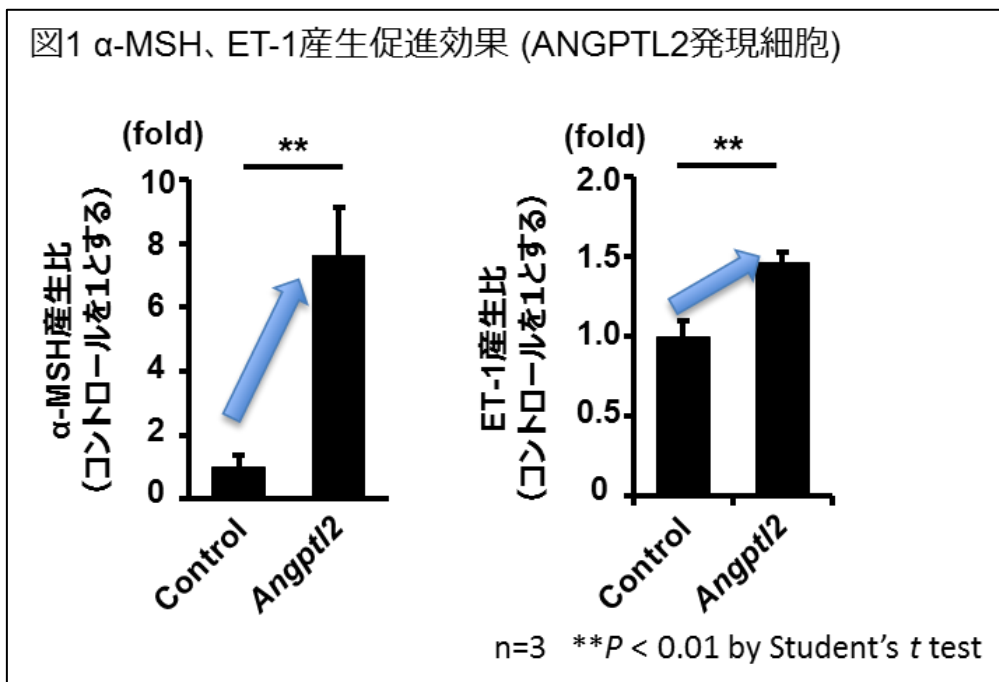 図1 α-MSH、ET-1産生促進効果 (ANGPTL2発現細胞)
(fold)
**
α-MSH産生比
(コントロールを1とする)
10
8
6
4
2
0
Control
Angptl2
(fold)
**
ET-1産生比
(コントロールを1とする)
2.0
1.5
1.0
0.5
0
Control
Angptl2
n=3 **P < 0.01 by Student's t test